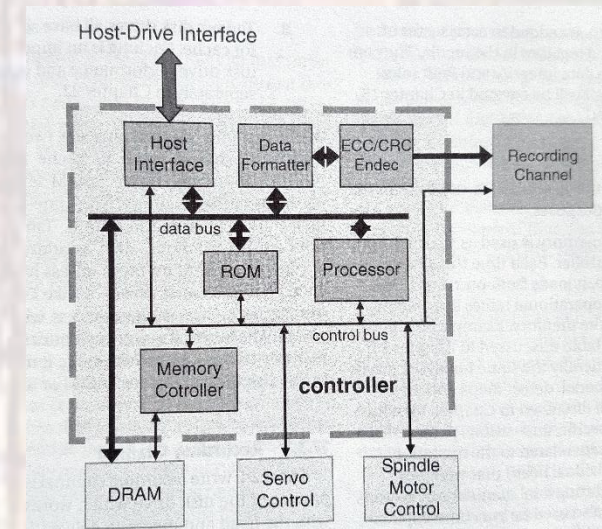 Host-Drive Interface
Host
Interface
Data
Formatter
ECC/CRC
Endec
Recording
Channel
data bus
ROM
Processor
control bus
Memory
Cotroller
controller
DRAM
Servo
Control
Spindle
Motor
Control